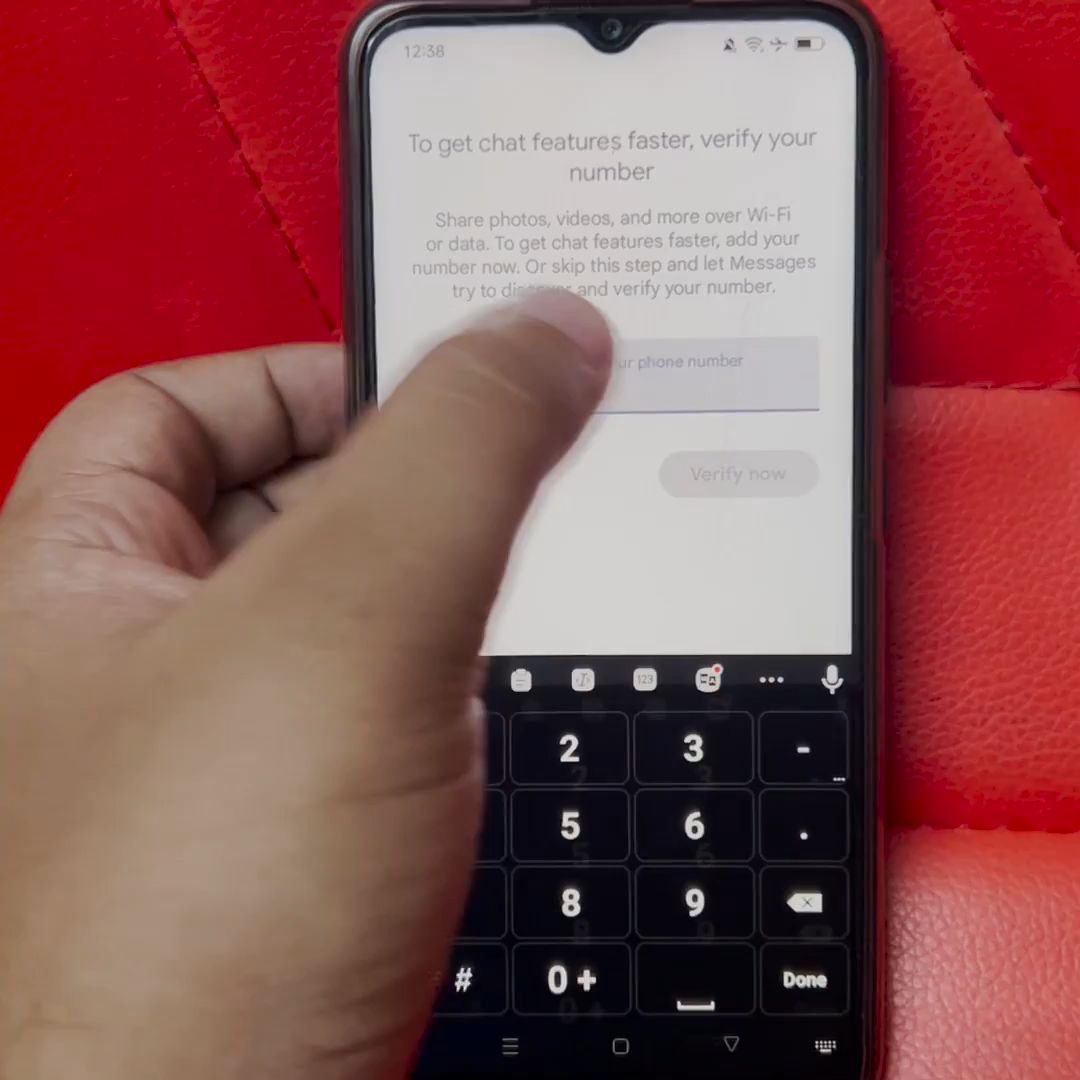 12:38
To get chat features faster, verify your
number
Share photos, videos, and more over Wi-Fi
or data. To get chat features faster, add your
number now. Or skip this step and let Messages
try to discover and verify your number.
phone number
Verify now
123
2 3 -
5 6 .
8 9
# 0 + Done